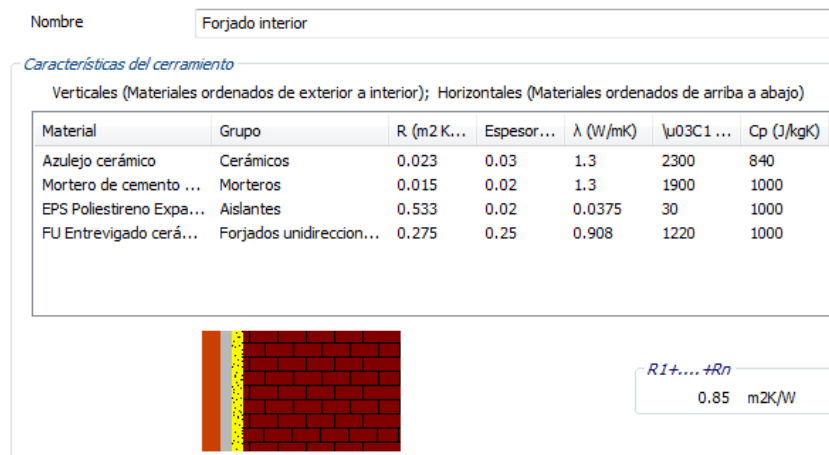 Nombre Forjado interior
Características del cerramiento
Verticales (Materiales ordenados de exterior a interior); Horizontales (Materiales ordenados de arriba a abajo)
Material Grupo R (m2 K... Espesor... λ (W/mK) \u03C1 ... Cp (J/kgK)
Azulejo cerámico Cerámicos 0.023 0.03 1.3 2300 840
Mortero de cemento ... Morteros 0.015 0.02 1.3 1900 1000
EPS Poliestireno Expa... Aislantes 0.533 0.02 0.0375 30 1000
FU Entrevigado cerá... Forjados unidireccion... 0.275 0.25 0.908 1220 1000
R1+.... +Rn
0.85 m2K/W